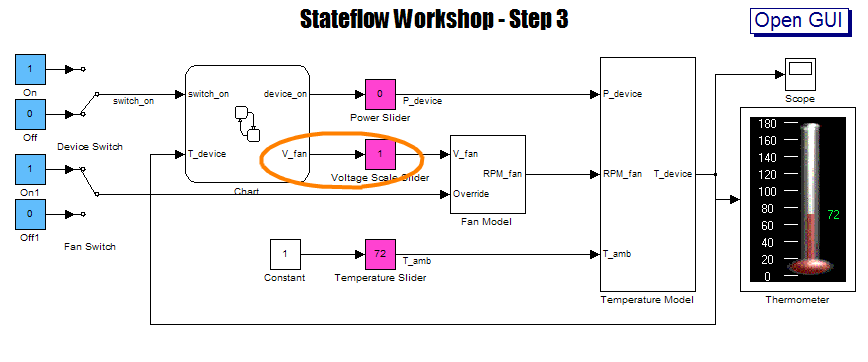 Stateflow Workshop - Step 3
Open GUI
1
On
0
Off
Device Switch
switch_on
1
On1
0
Off1
Fan Switch
switch_on
T_device
device_on
V_fan
Chart
0
Power Slider
P_device
1
Voltage Scale Slider
V_fan
Override
RPM_fan
Fan Model
1
Constant
72
Temperature Slider
T_amb
P_device
RPM_fan
T_amb
T_device
Temperature Model
Scope
180
160
140
120
100
80
60
40
20
0
72
Thermometer